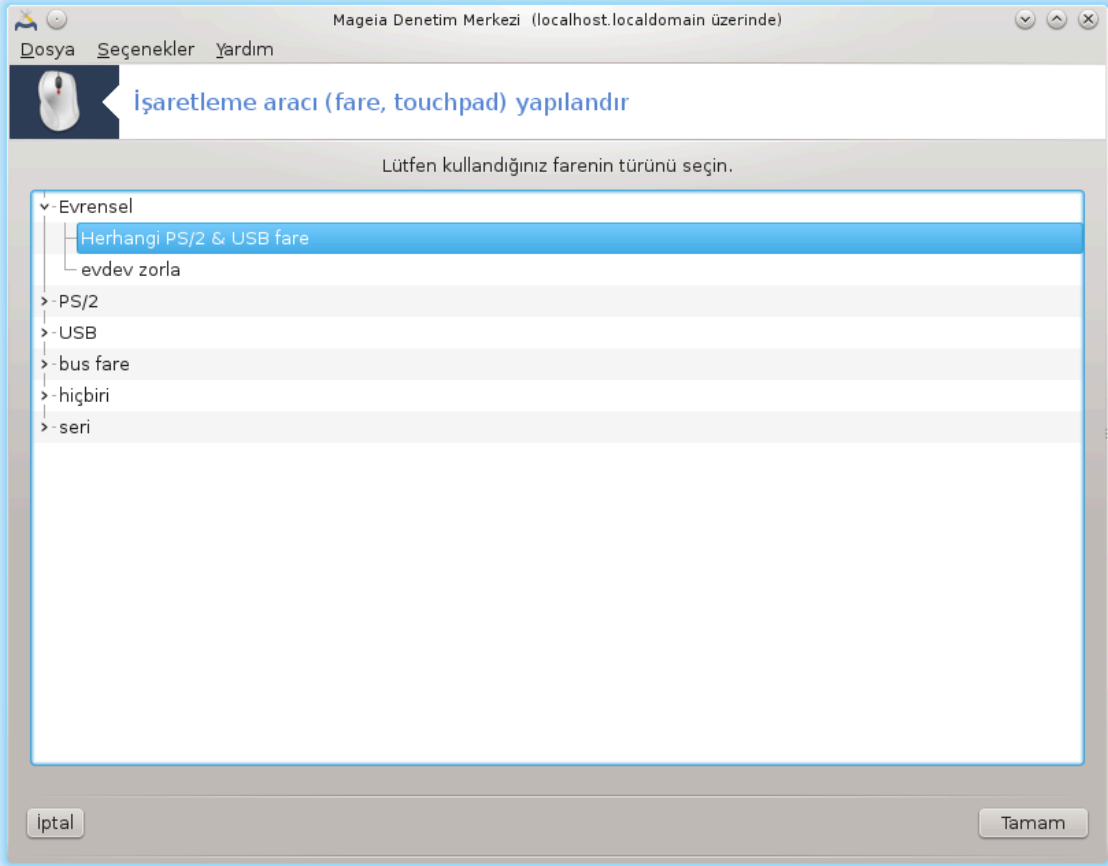 Mageia Denetim Merkezi (localhost.localdomain üzerinde)
Dosya Seçenekler Yardım
İşaretleme aracı (fare, touchpad) yapılandır
Lütfen kullandığınız farenin türünü seçin.
Evrensel
Herhangi PS/2 & USB fare
evdev zorla
PS/2
USB
bus fare
hiçbiri
seri
İptal Tamam